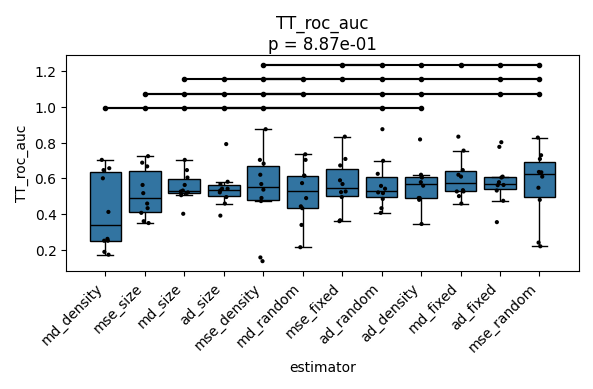 TT_roc_auc
p = 8.87e-01
TT_roc_auc
1.2
1.0
0.8
0.6
0.4
0.2
md_density
mse_size
md_size
ad_size
mse_density
md_random
mse_fixed
ad_random
ad_density
md_fixed
ad_fixed
mse_random
estimator